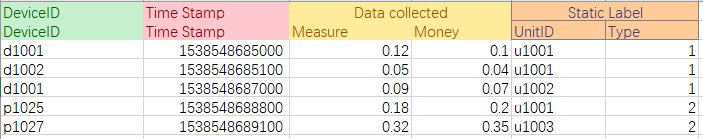 DeviceID Time Stamp Data collected Static Label
DeviceID Time Stamp Measure Money UnitID Type
d1001 1538548685000 0.12 0.1 u1001 1
d1002 1538548685100 0.05 0.04 u1001 1
d1001 1538548687000 0.09 0.07 u1002 1
p1025 1538548688800 0.18 0.2 u1001 2
p1027 1538548689100 0.32 0.35 u1003 2